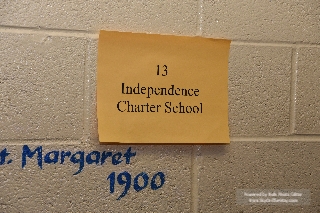 13
Independence
Charter School
t. Margaret
1900